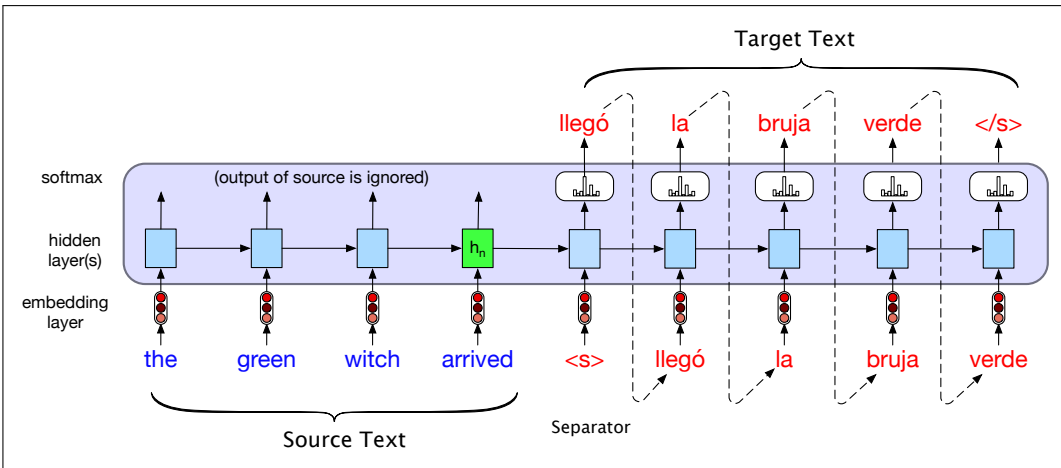 Target Text
llegó la bruja verde </s>
softmax (output of source is ignored)
hidden
layer(s)
hn
embedding
layer
the green witch arrived <s> llegó la bruja verde
Separator
Source Text